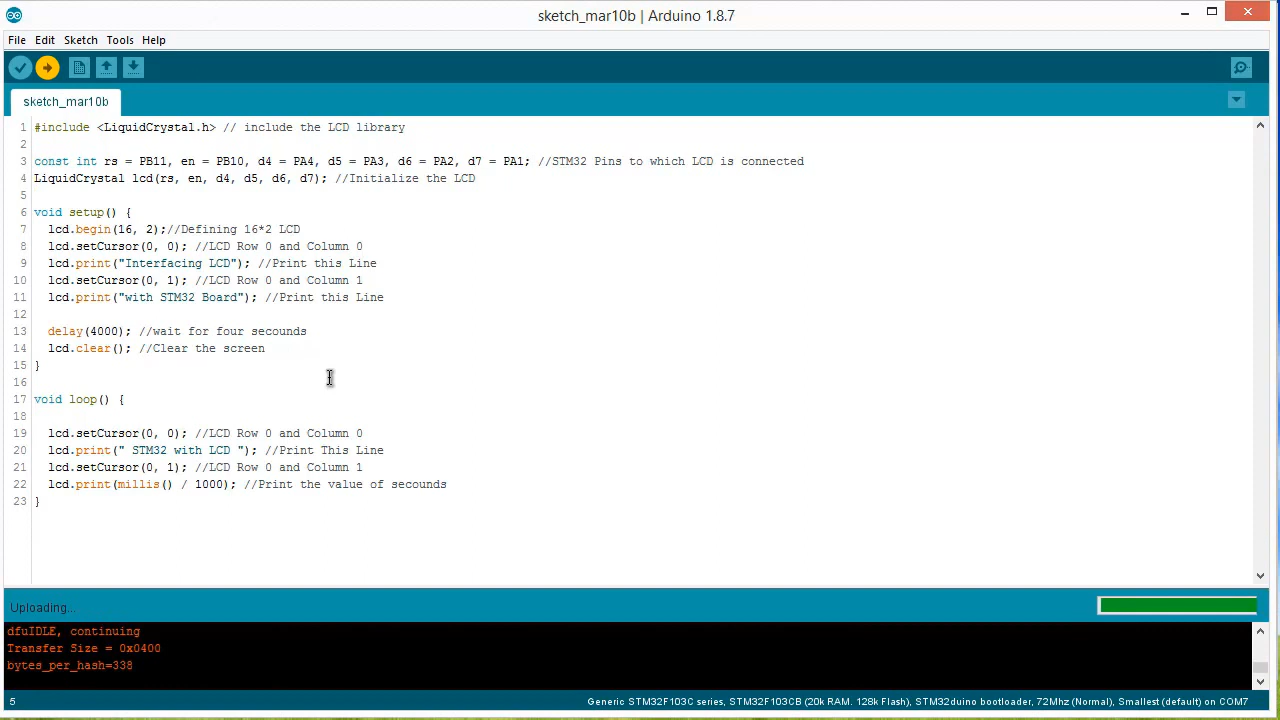 sketch_mar10b | Arduino 1.8.7
File Edit Sketch Tools Help
sketch_mar10b
1 #include <LiquidCrystal.h> // include the LCD library
2
3 const int rs = PB11, en = PB10, d4 = PA4, d5 = PA3, d6 = PA2, d7 = PA1; //STM32 Pins to which LCD is connected
4 LiquidCrystal lcd(rs, en, d4, d5, d6, d7); //Initialize the LCD
5
6 void setup() {
7 lcd.begin(16, 2);//Defining 16*2 LCD
8 lcd.setCursor(0, 0); //LCD Row 0 and Column 0
9 lcd.print("Interfacing LCD"); //Print this Line
10 lcd.setCursor(0, 1); //LCD Row 0 and Column 1
11 lcd.print("with STM32 Board"); //Print this Line
12
13 delay(4000); //wait for four secounds
14 lcd.clear(); //Clear the screen
15 }
16
17 void loop() {
18
19 lcd.setCursor(0, 0); //LCD Row 0 and Column 0
20 lcd.print(" STM32 with LCD "); //Print This Line
21 lcd.setCursor(0, 1); //LCD Row 0 and Column 1
22 lcd.print(millis() / 1000); //Print the value of secounds
23 }
Uploading...
dfuIDLE, continuing
Transfer Size = 0x0400
bytes_per_hash=338
5 Generic STM32F103C series, STM32F103CB (20k RAM. 128k Flash), STM32duino bootloader, 72Mhz (Normal), Smallest (default) on COM7